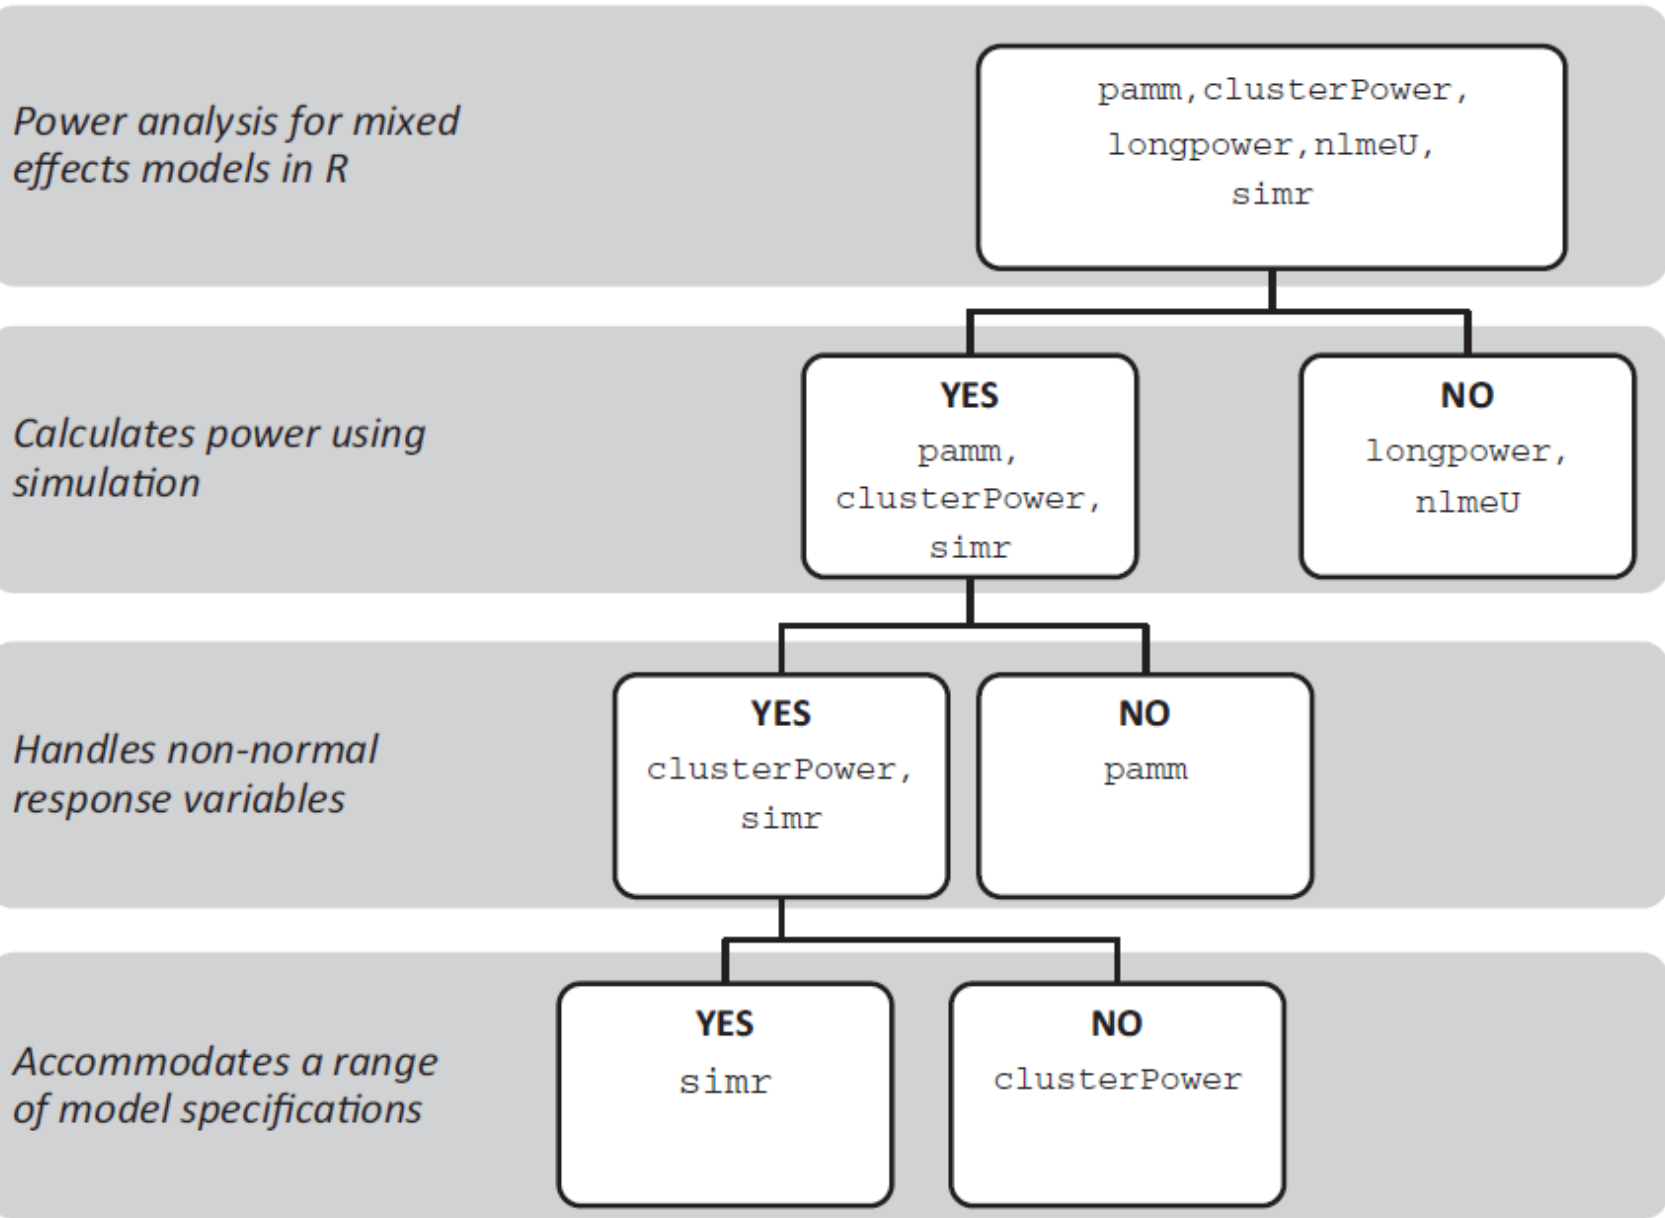 Power analysis for mixed
effects models in R
pamm,clusterPower,
longpower,nlmeU,
simr
Calculates power using
simulation
YES
pamm,
clusterPower,
simr
NO
longpower,
nlmeU
Handles non-normal
response variables
YES
clusterPower,
simr
NO
pamm
Accommodates a range
of model specifications
YES
simr
NO
clusterPower